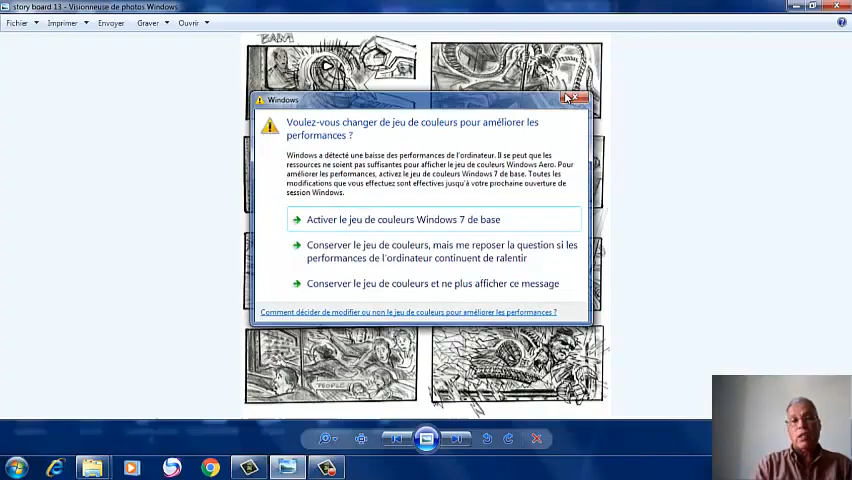 story board 13 - Visionneuse de photos Windows
Fichier Imprimer Envoyer Graver Ouvrir
Windows
Voulez-vous changer de jeu de couleurs pour améliorer les
performances ?
Windows a détecté une baisse des performances de l'ordinateur. Il se peut que les
ressources ne soient pas suffisantes pour afficher le jeu de couleurs Windows Aero. Pour
améliorer les performances, activez le jeu de couleurs Windows 7 de base. Toutes les
modifications que vous effectuez sont effectives jusqu'à votre prochaine ouverture de
session Windows.
Activer le jeu de couleurs Windows 7 de base
Conserver le jeu de couleurs, mais me reposer la question si les
performances de l'ordinateur continuent de ralentir
Conserver le jeu de couleurs et ne plus afficher ce message
Comment décider de modifier ou non le jeu de couleurs pour améliorer les performances ?
PEOPLE